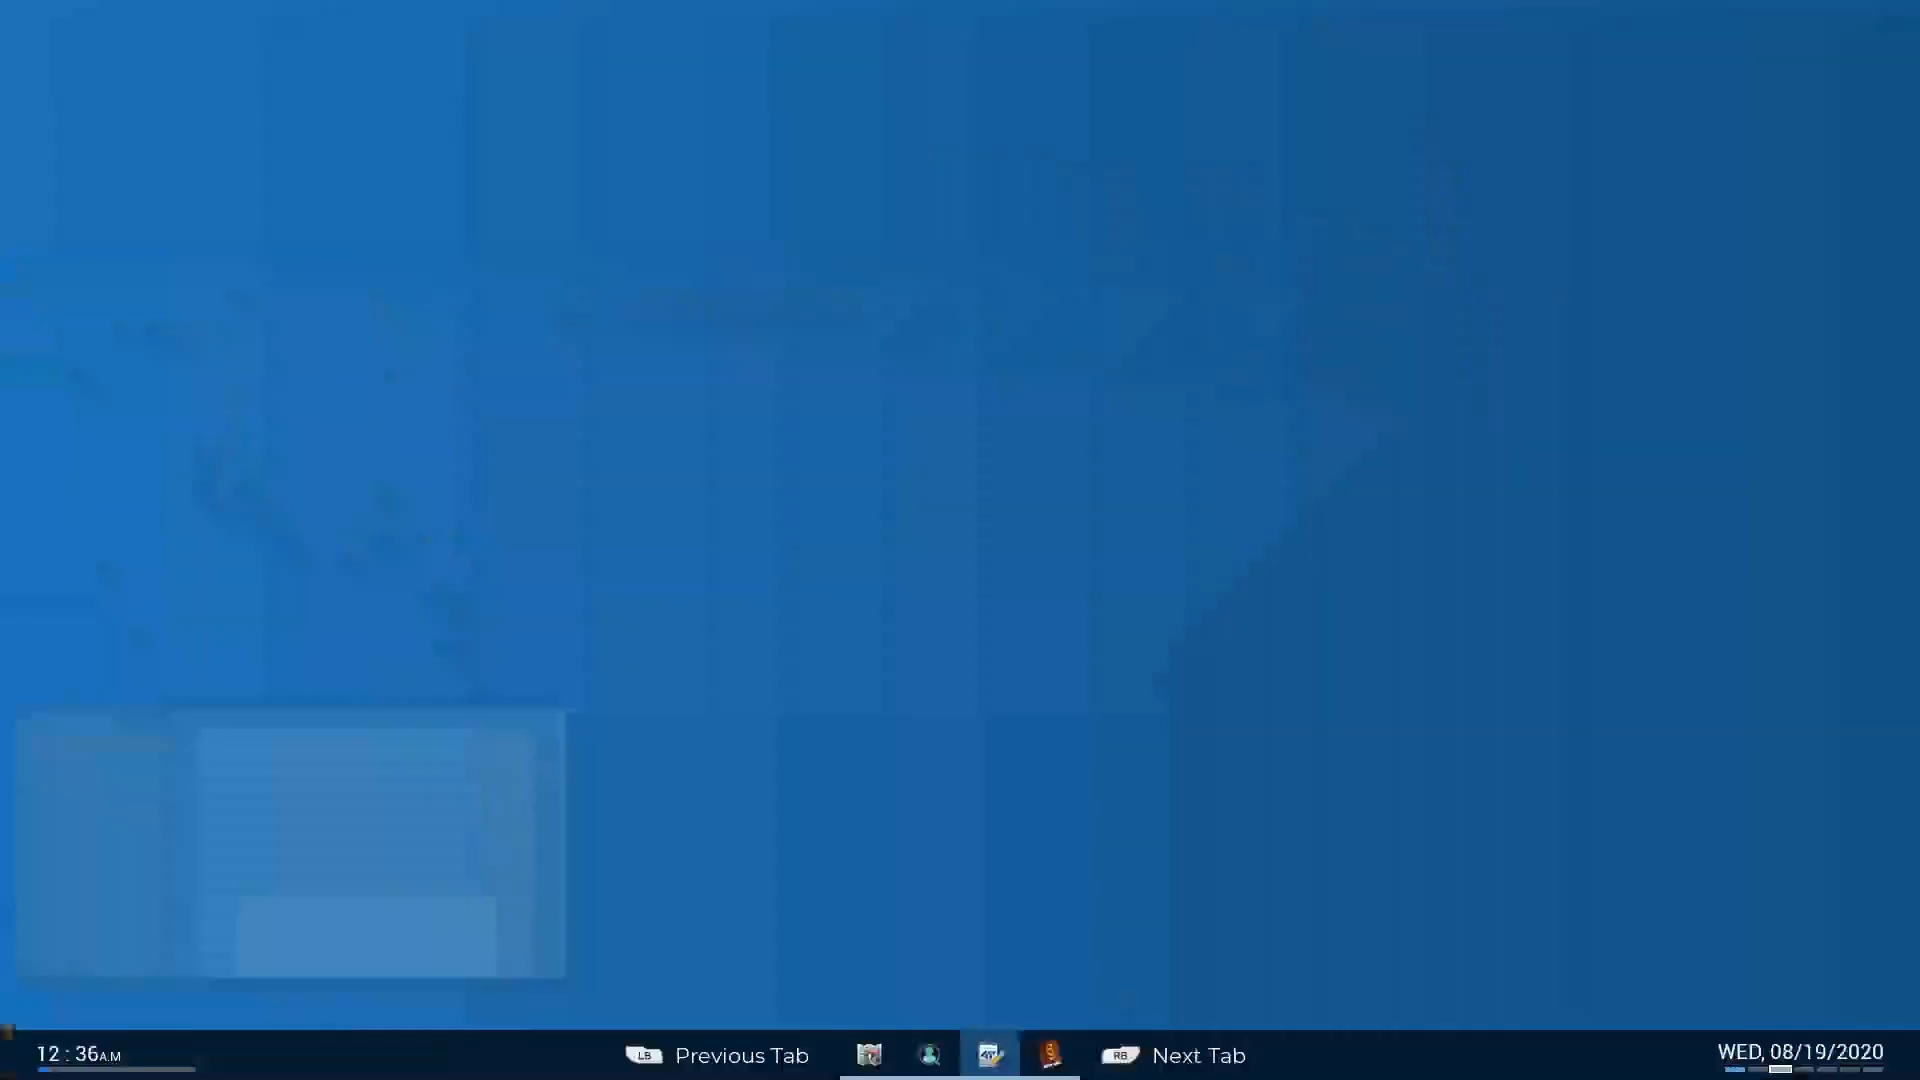 12 : 36A.M
LB Previous Tab
RB Next Tab
WED, 08/19/2020